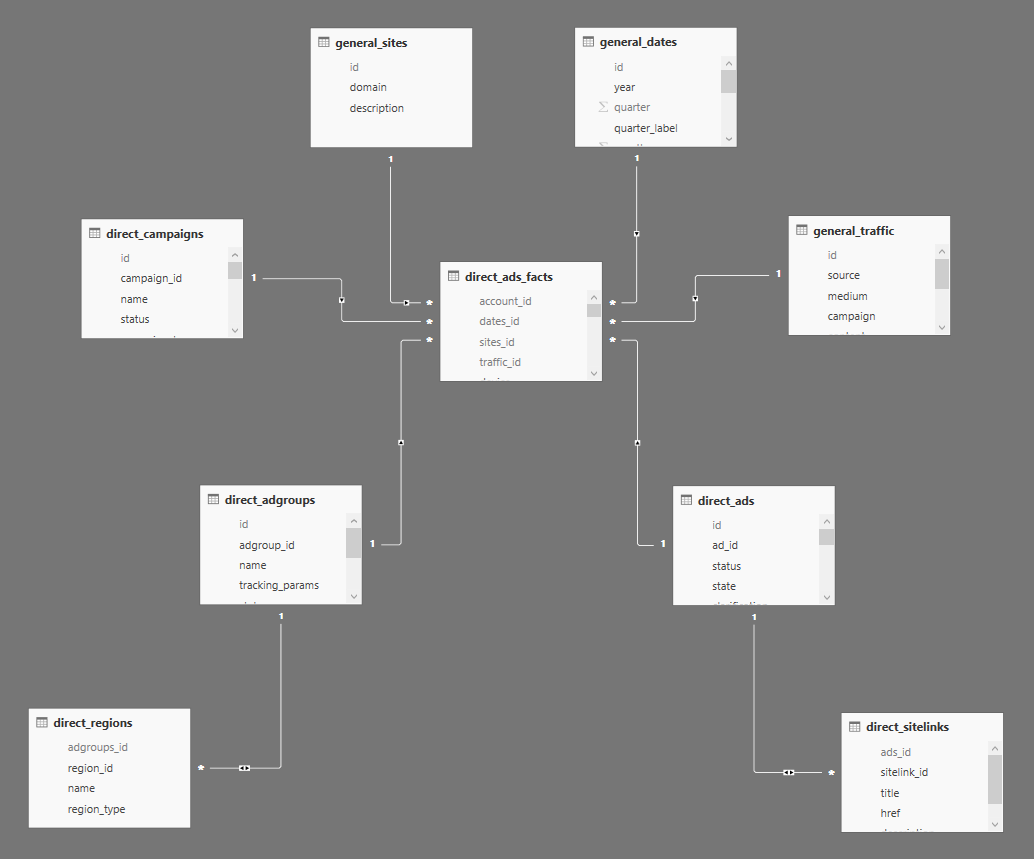 general_sites
id
domain
description
general_dates
id
year
quarter
quarter_label
1
1
direct_campaigns
id
campaign_id
name
status
1
general_traffic
id
source
medium
campaign
1
direct_ads_facts
account_id
dates_id
sites_id
traffic_id
*
*
*
*
*
*
direct_adgroups
id
adgroup_id
name
tracking_params
1
1
direct_ads
id
ad_id
status
state
1
1
direct_regions
adgroups_id
region_id
name
region_type
*
direct_sitelinks
ads_id
sitelink_id
title
href
*